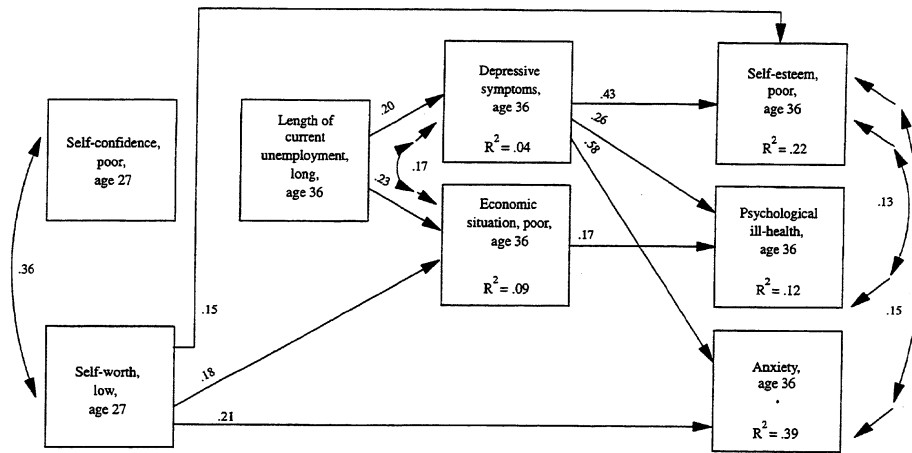 Self-confidence,
poor,
age 27
.36
Self-worth,
low,
age 27
.15
.18
.21
Length of
current
unemployment,
long,
age 36
.20
.23
.17
Depressive
symptoms,
age 36
R² = .04
Economic
situation, poor,
age 36
R² = .09
.43
.26
.58
.17
Self-esteem,
poor,
age 36
R² = .22
Psychological
ill-health,
age 36
R² = .12
Anxiety,
age 36
R² = .39
.13
.15